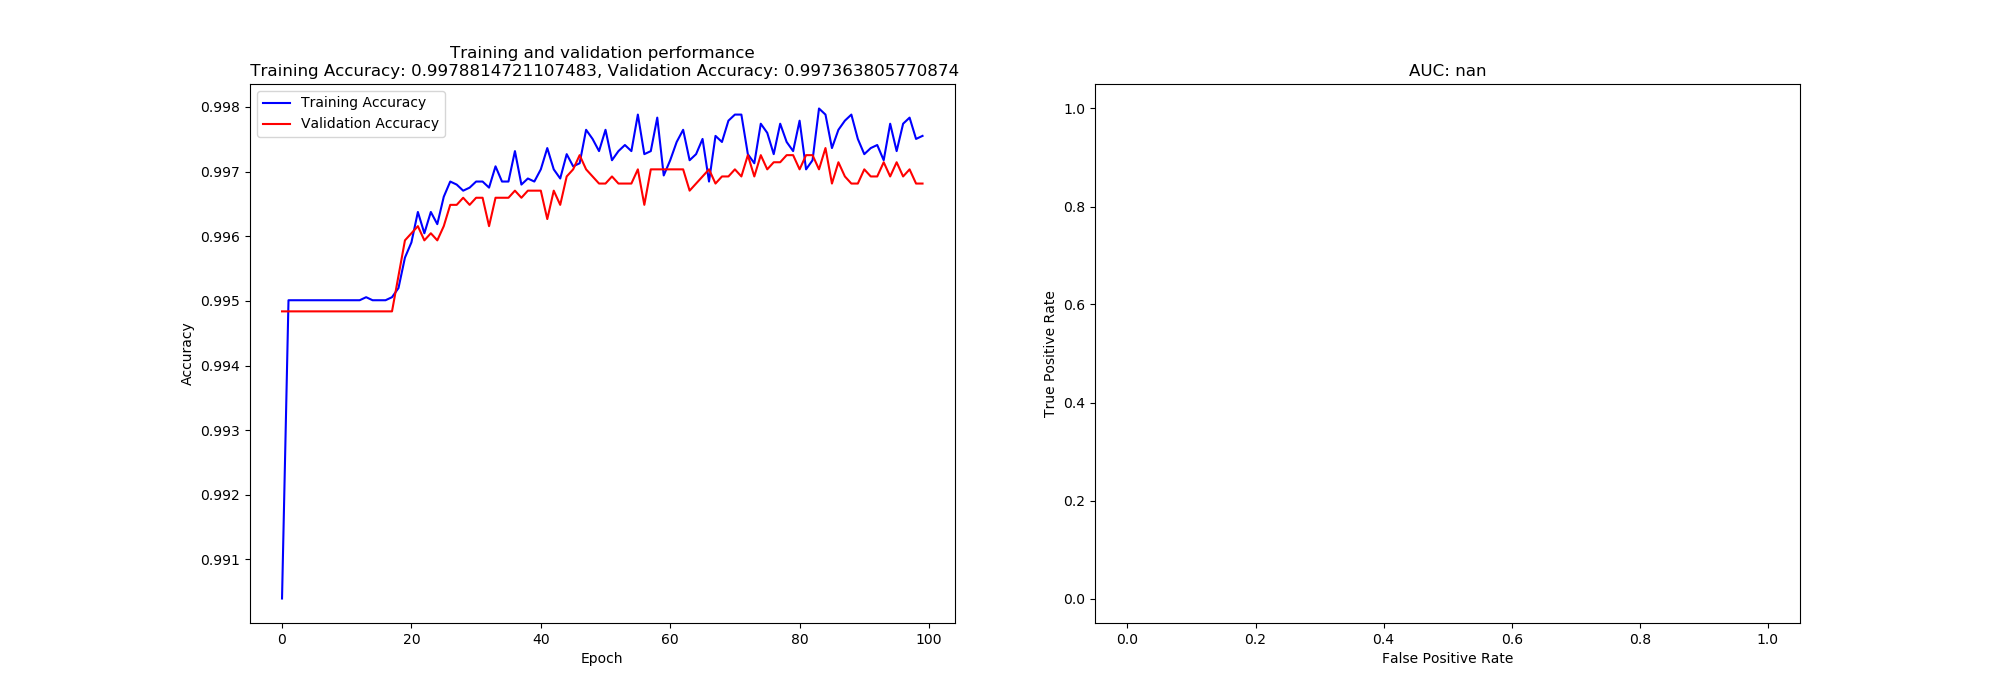 Training and validation performance
Training Accuracy: 0.9978814721107483, Validation Accuracy: 0.997363805770874
Training Accuracy
Validation Accuracy
0.998
0.997
0.996
0.995
0.994
0.993
0.992
0.991
Accuracy
0 20 40 60 80 100
Epoch
AUC: nan
1.0
0.8
0.6
0.4
0.2
0.0
True Positive Rate
0.0 0.2 0.4 0.6 0.8 1.0
False Positive Rate